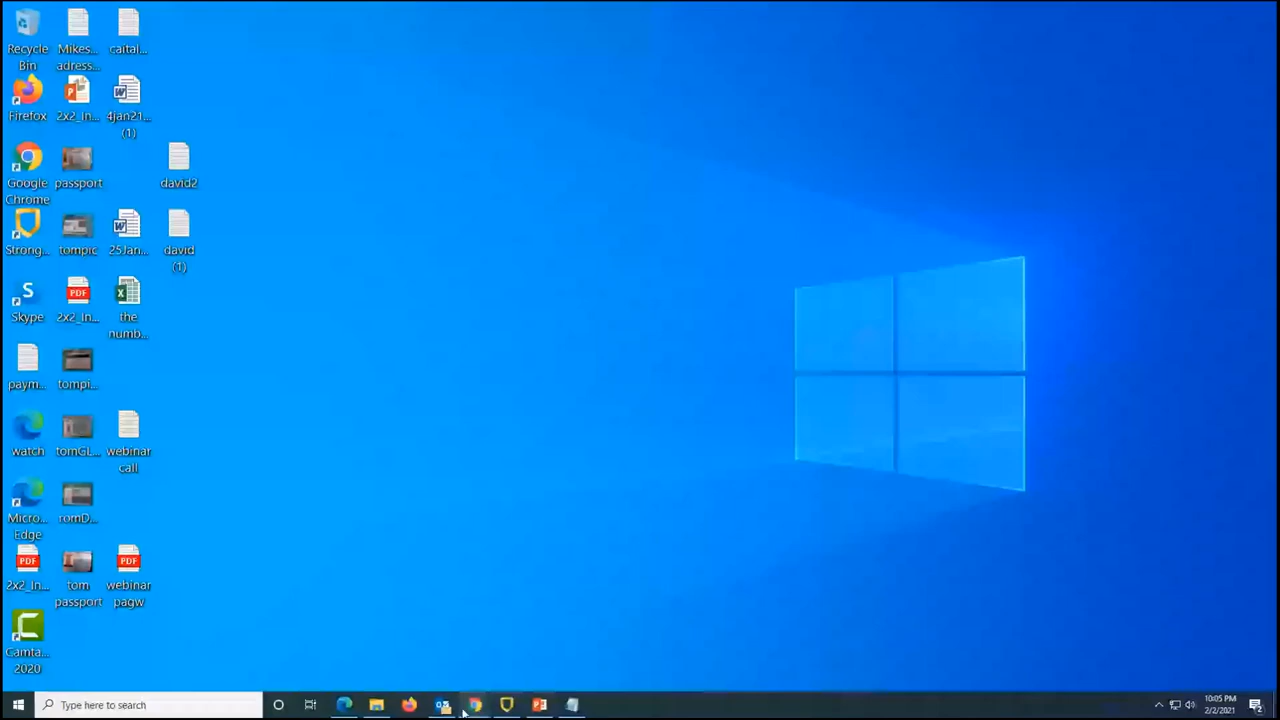 Recycle
Bin
Mikes...
adress...
caital...
Firefox
2x2_In...
4jan21...
(1)
Google
Chrome
passport
david2
Strong...
tompic
25Jan...
david
(1)
Skype
2x2_In...
the
numb...
paym...
tompi...
watch
tomGL...
webinar
call
Micro...
Edge
romD...
2x2_In...
tom
passport
webinar
pagw
Camta...
2020
Type here to search
10:05 PM
2/2/2021
2